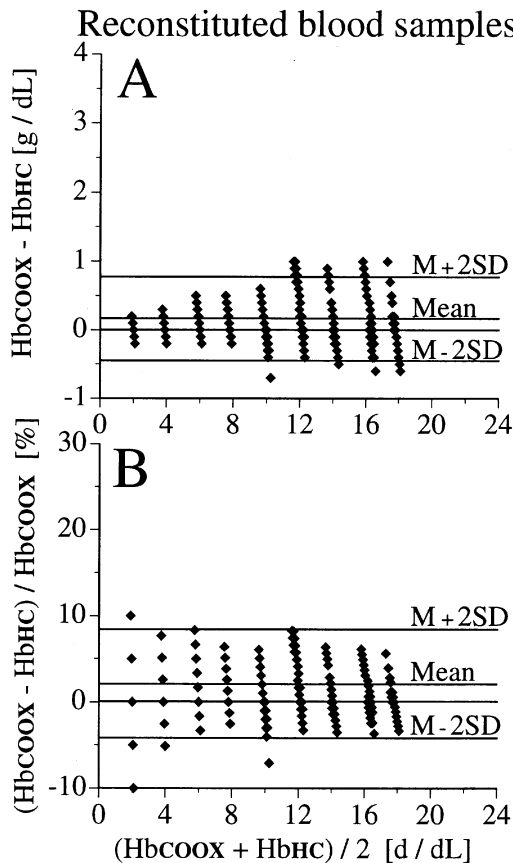 Reconstituted blood samples
A
HbCOOX - HbHC [g / dL]
4
3
2
1
0
-1
M+2SD
Mean
M-2SD
0 4 8 12 16 20 24
B
(HbCOOX - HbHC) / HbCOOX [%]
30
20
10
0
-10
M+2SD
Mean
M-2SD
0 4 8 12 16 20 24
(HbCOOX + HbHC) / 2 [d / dL]